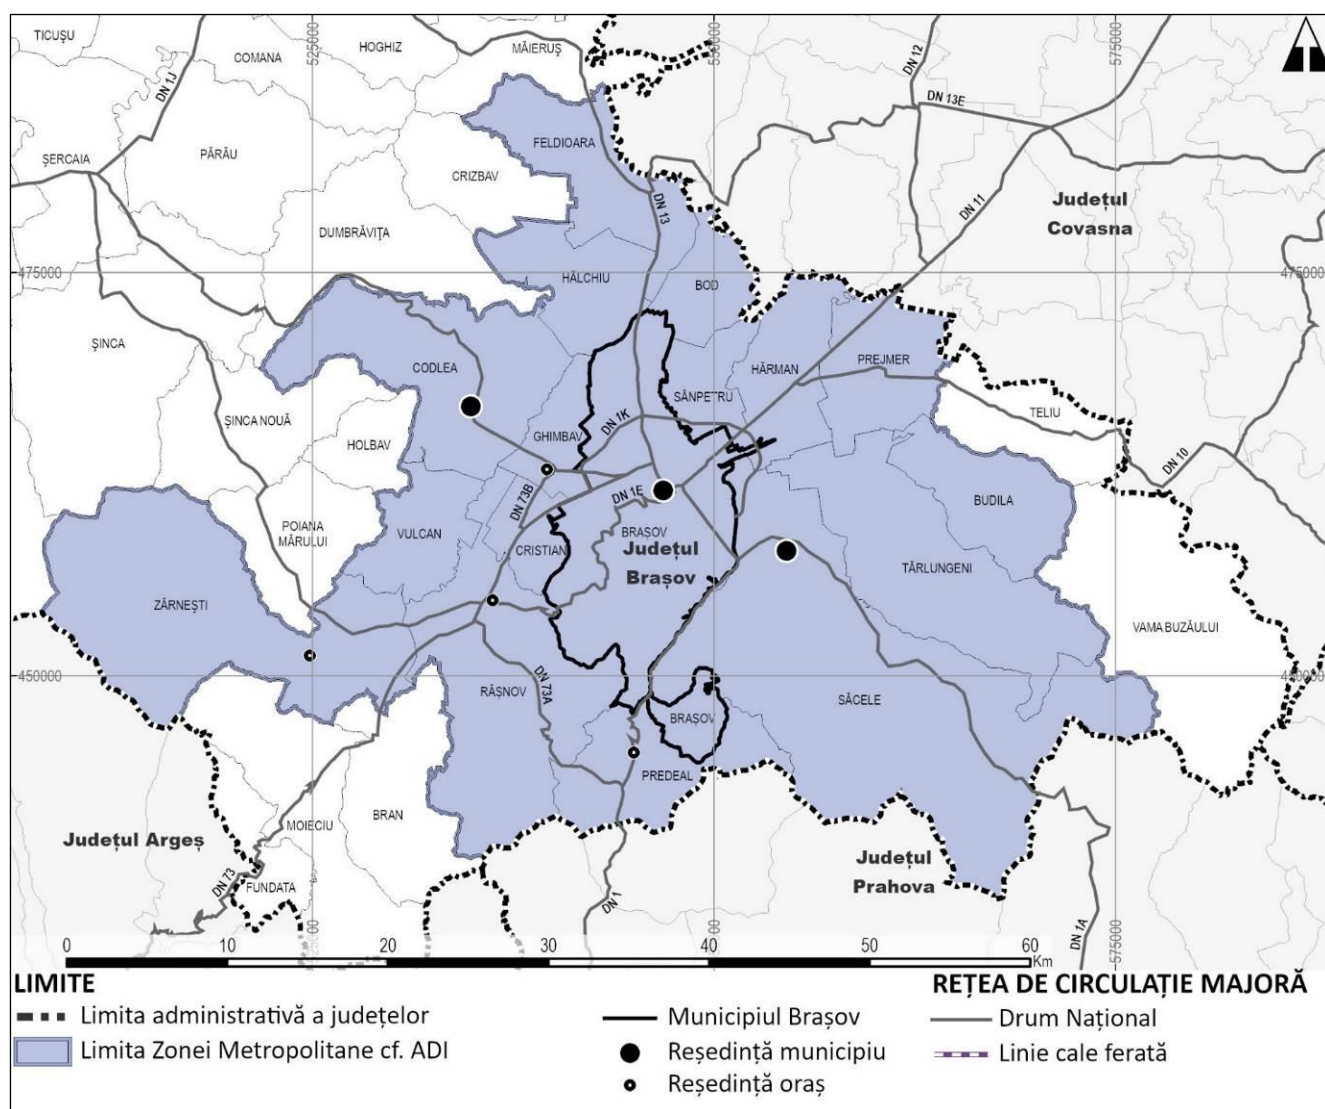 TICUȘU
COMANA
HOGHIZ
MĂIERUȘ
525000
550000
575000
DN 1J
DN 12
DN 13E
ȘERCAIA
PĂRĂU
CRIZBAV
FELDIOARA
DN 13
DN 11
Județul
Covasna
DUMBRĂVIȚA
475000
HĂLCHIU
BOD
475000
ȘINCA
CODLEA
HĂRMAN
PREJMER
SÂNPETRU
TELIU
ȘINCA NOUĂ
HOLBAV
GHIMBAV
DN 1K
DN 10
DN 73B
DN 1E
BUDILA
POIANA
MĂRULUI
VULCAN
CRISTIAN
BRAȘOV
Județul
Brașov
TĂRLUNGENI
ZĂRNEȘTI
VAMA BUZĂULUI
450000
RÂȘNOV
DN 73A
BRAȘOV
SĂCELE
450000
PREDEAL
MOIECIU
BRAN
Județul Argeș
Județul
Prahova
DN 73
FUNDATA
DN 1
DN 1A
575000
0 10 20 30 40 50 60
Km
LIMITE
Limita administrativă a județelor
Limita Zonei Metropolitane cf. ADI
Municipiul Brașov
Reședință municipiu
Reședință oraș
REȚEA DE CIRCULAȚIE MAJORĂ
Drum Național
Linie cale ferată